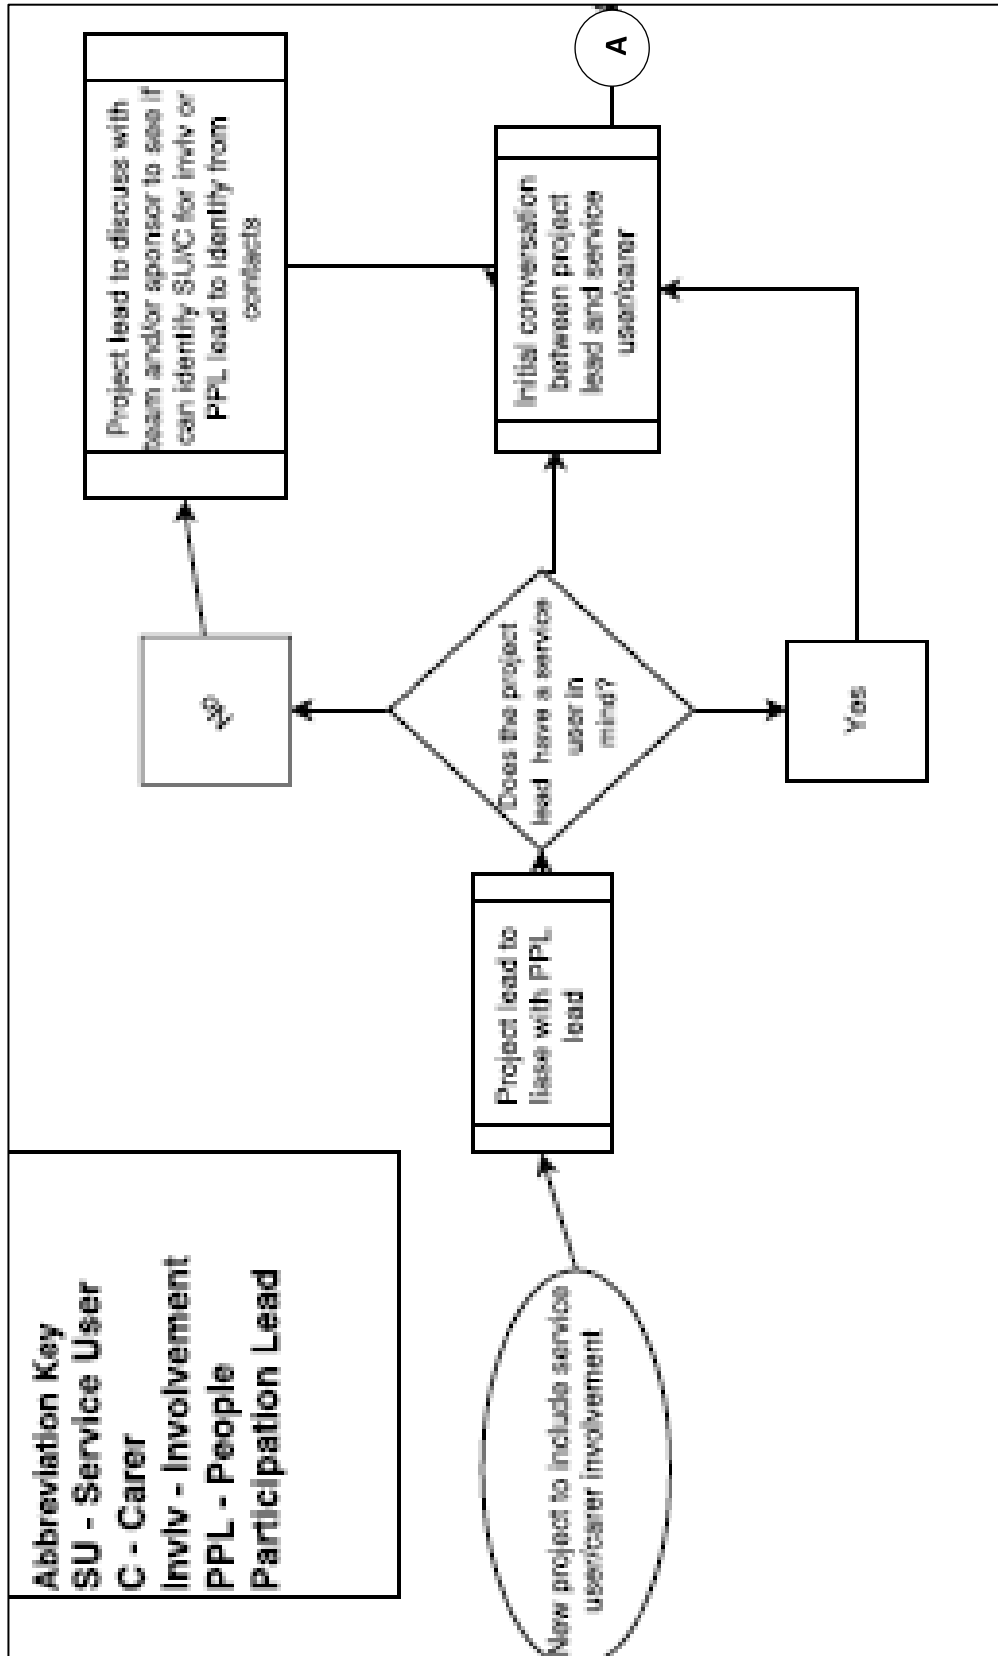 Abbreviation Key
SU - Service User
C - Carer
Invlv - Involvement
PPL - People
Participation Lead
New project to include service
user/carer involvement
Project lead to
liase with PPL
lead
Does the project
lead have a service
user in
mind?
No
Yes
Project lead to discuss with
team and/or sponsor to see if
can identify SU/C for invlv or
PPL lead to identify from
contacts
Initial conversation
between project
lead and service
user/carer
A